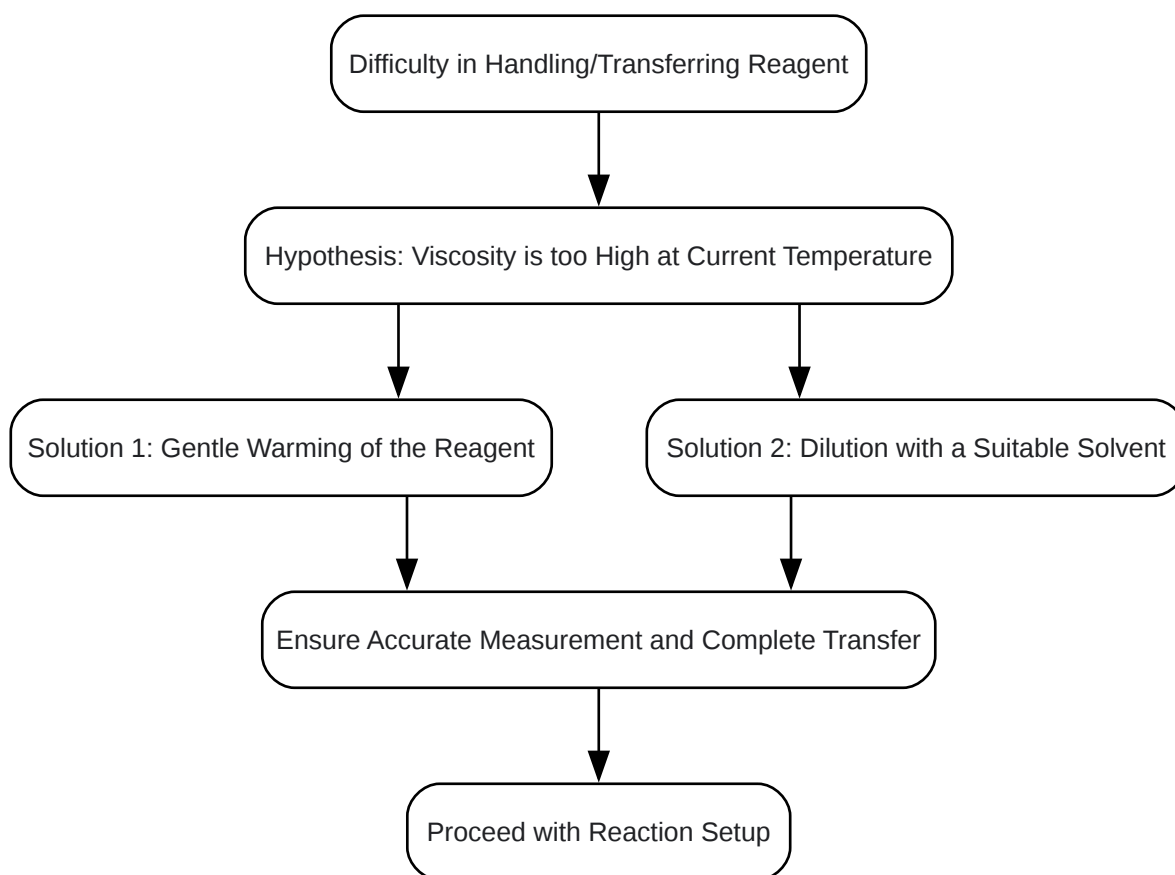 Difficulty in Handling/Transferring Reagent
Hypothesis: Viscosity is too High at Current Temperature
Solution 1: Gentle Warming of the Reagent
Solution 2: Dilution with a Suitable Solvent
Ensure Accurate Measurement and Complete Transfer
Proceed with Reaction Setup